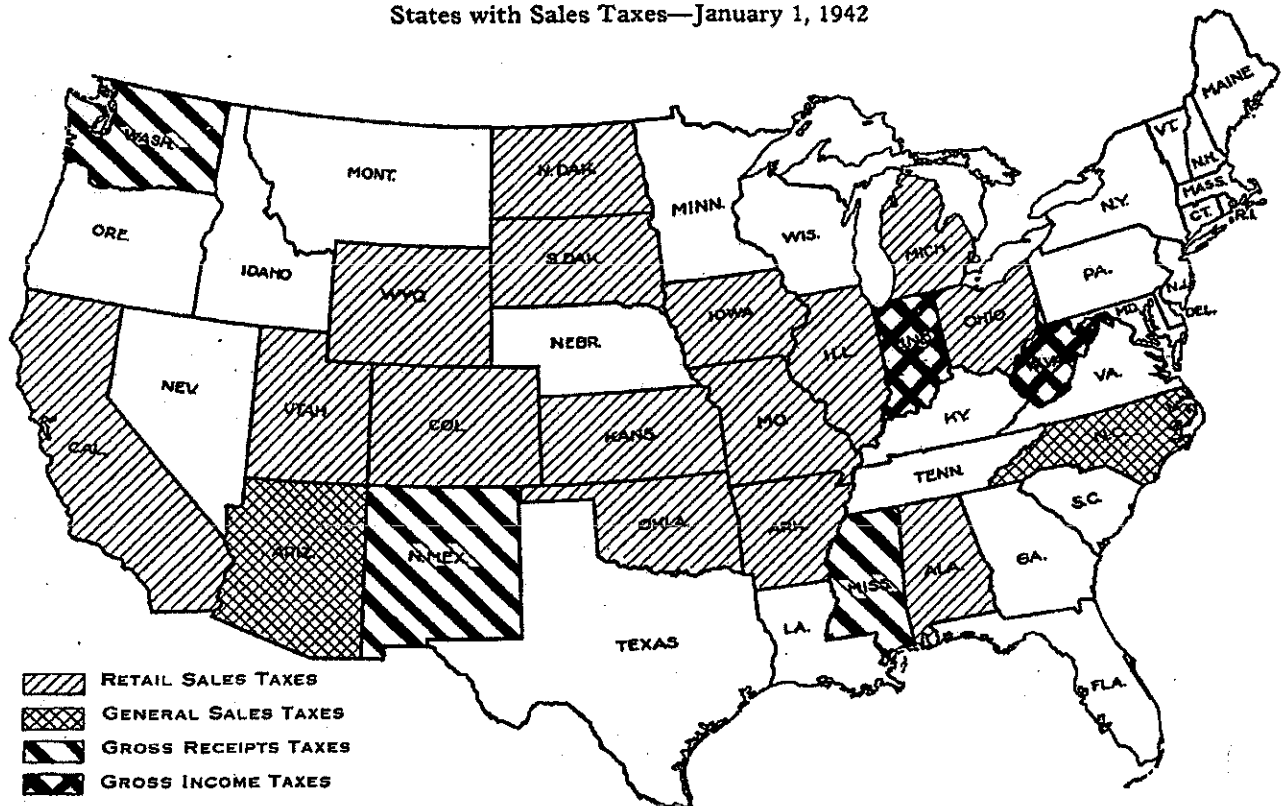 States with Sales Taxes—January 1, 1942
MAINE
WASH.
VT.
MONT.
N.DAK.
N.H.
MINN.
MASS.
N.Y.
CT.
R.I.
ORE.
WIS.
IDAHO
S.DAK.
MICH.
PA.
N.J.
WYO.
MD.
DEL.
IOWA
OHIO
NEBR.
ILL.
IND.
W.VA.
VA.
NEV.
UTAH
COL.
KANS.
MO.
KY.
CAL.
N.C.
TENN.
S.C.
ARIZ.
N.MEX.
OKLA.
ARK.
GA.
MISS.
ALA.
TEXAS
LA.
FLA.
RETAIL SALES TAXES
GENERAL SALES TAXES
GROSS RECEIPTS TAXES
GROSS INCOME TAXES